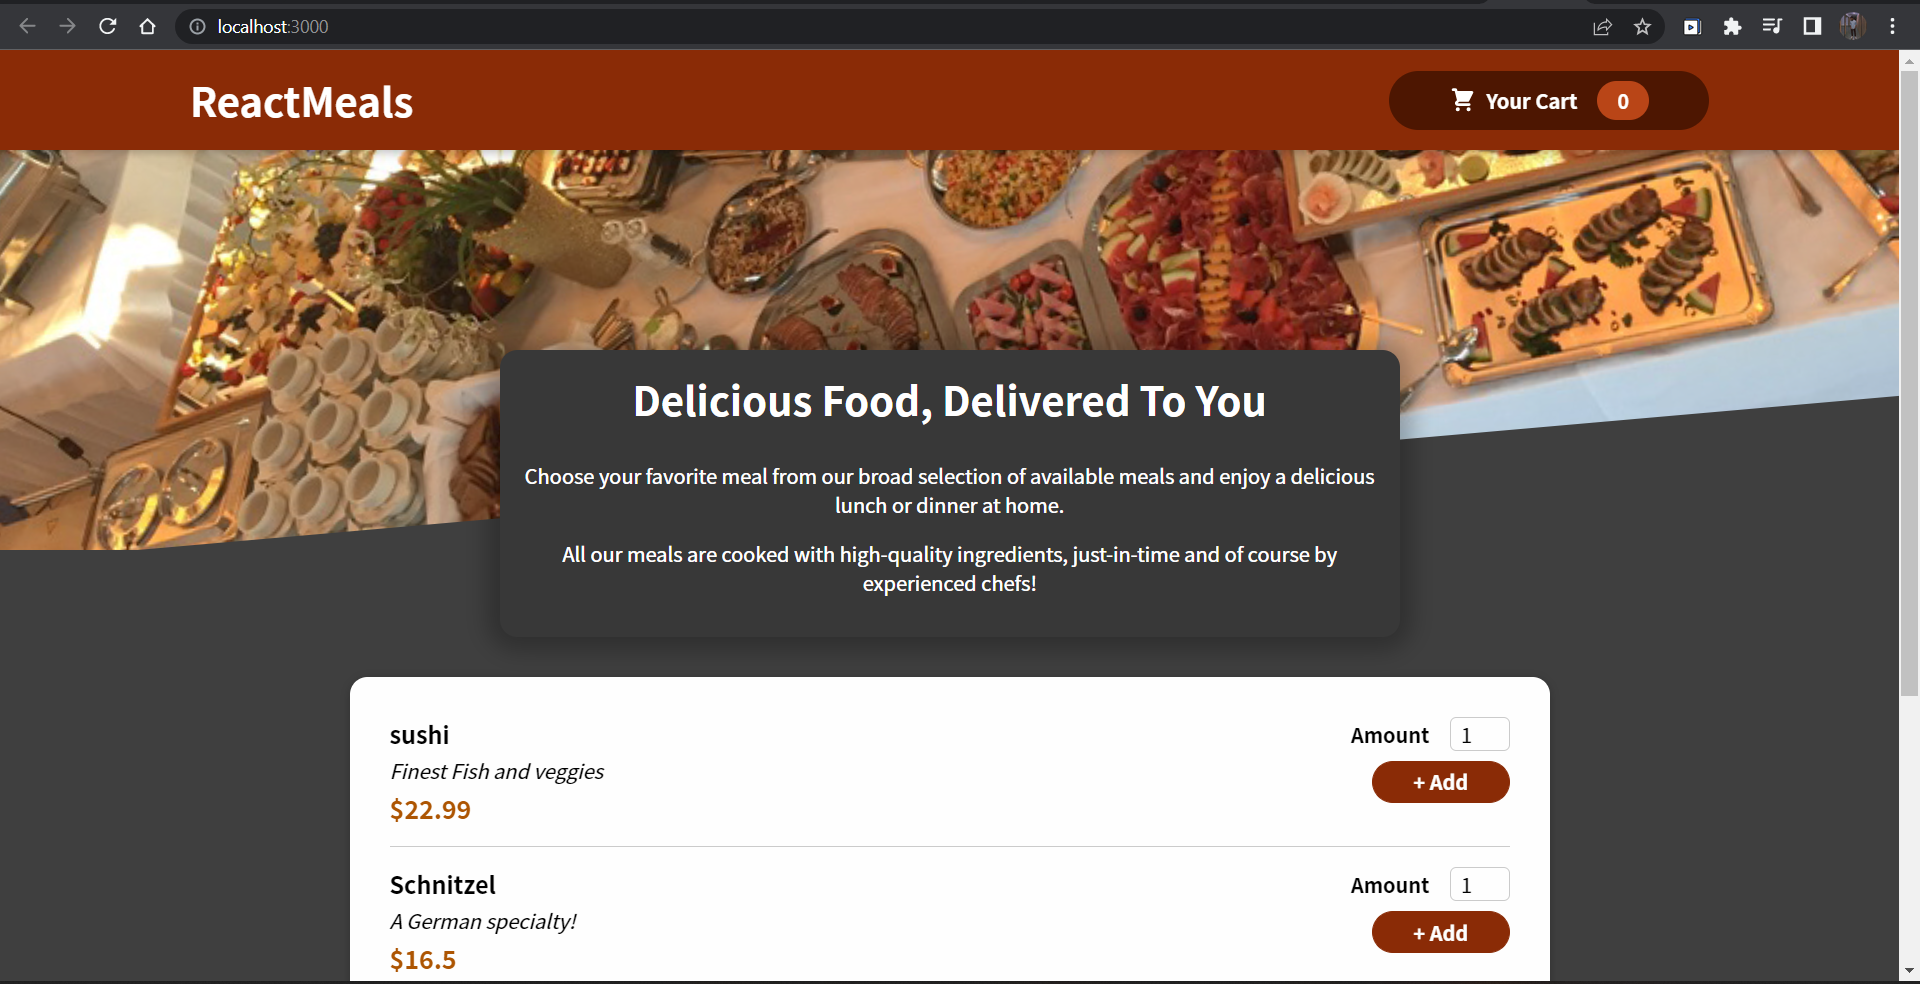 localhost:3000
ReactMeals
Your Cart 0
Delicious Food, Delivered To You
Choose your favorite meal from our broad selection of available meals and enjoy a delicious
lunch or dinner at home.
All our meals are cooked with high-quality ingredients, just-in-time and of course by
experienced chefs!
sushi
Amount 1
Finest Fish and veggies
+ Add
$22.99
Schnitzel
Amount 1
A German specialty!
+ Add
$16.5